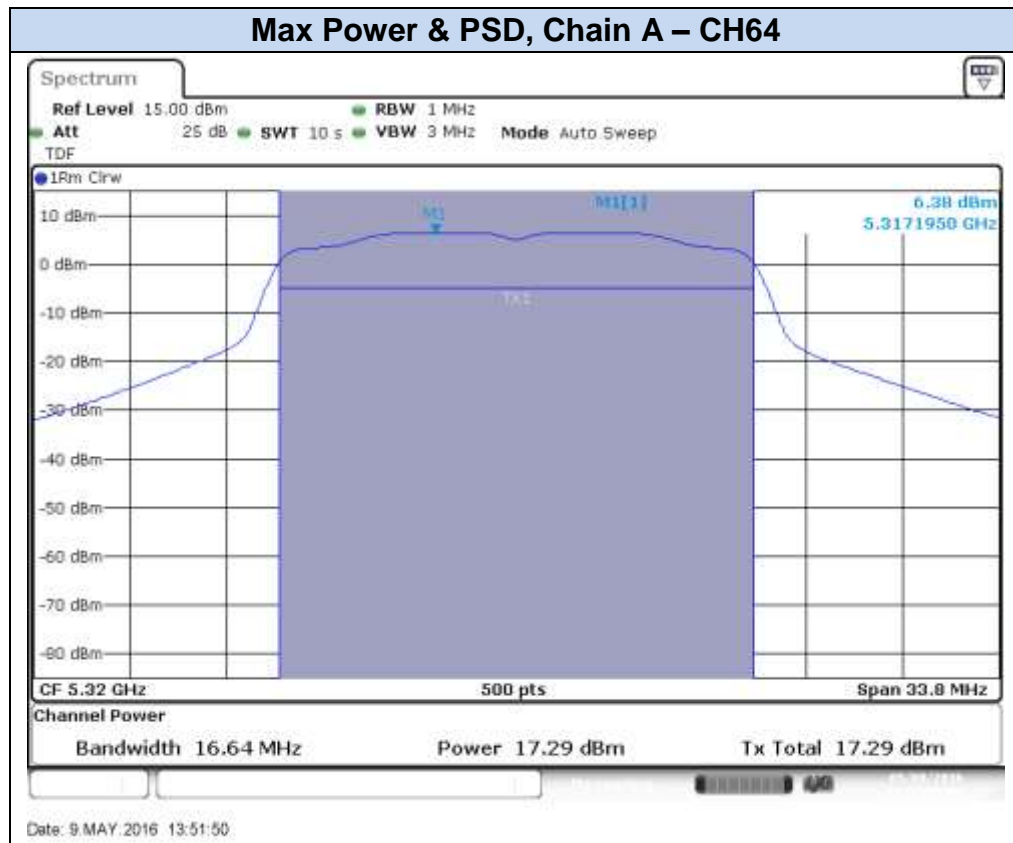 Max Power & PSD, Chain A – CH64
Spectrum
Ref Level 15.00 dBm RBW 1 MHz
Att 25 dB SWT 10 s VBW 3 MHz Mode Auto Sweep
TDF
1Rm Clrw
M1[1] 6.38 dBm
5.3171950 GHz
M1
10 dBm
0 dBm
-10 dBm
Tx1
-20 dBm
-30 dBm
-40 dBm
-50 dBm
-60 dBm
-70 dBm
-80 dBm
CF 5.32 GHz 500 pts Span 33.8 MHz
Channel Power
Bandwidth 16.64 MHz Power 17.29 dBm Tx Total 17.29 dBm
Date: 9.MAY.2016 13:51:50